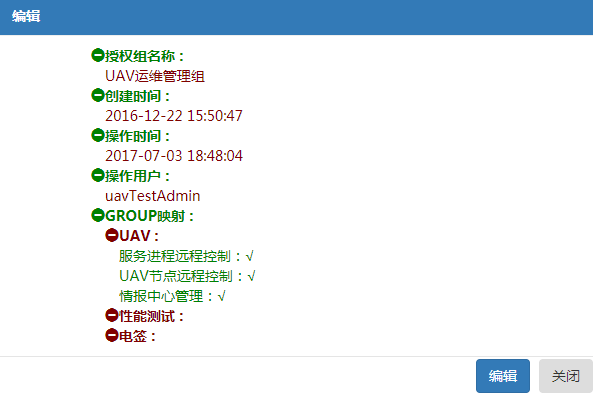 编辑
授权组名称：
UAV运维管理组
创建时间：
2016-12-22 15:50:47
操作时间：
2017-07-03 18:48:04
操作用户：
uavTestAdmin
GROUP映射：
UAV：
服务进程远程控制：√
UAV节点远程控制：√
情报中心管理：√
性能测试：
电签：
编辑 关闭